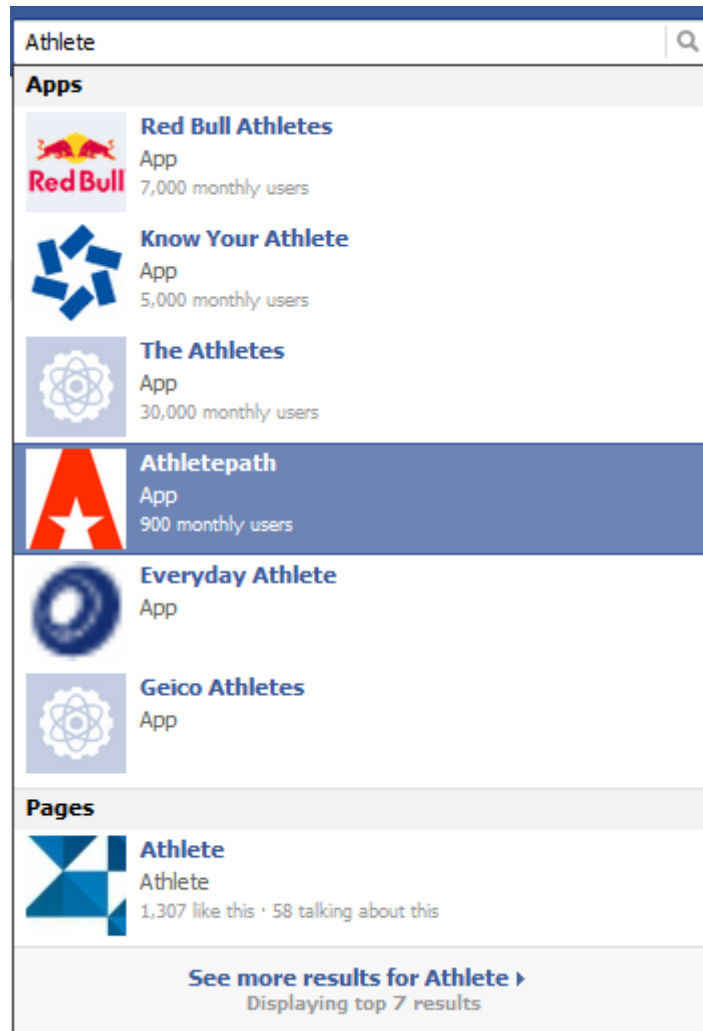 Athlete
Apps
Red Bull Athletes
App
Red Bull
7,000 monthly users
Know Your Athlete
App
5,000 monthly users
The Athletes
App
30,000 monthly users
Athletepath
App
900 monthly users
Everyday Athlete
App
Geico Athletes
App
Pages
Athlete
Athlete
1,307 like this · 58 talking about this
See more results for Athlete ▸
Displaying top 7 results